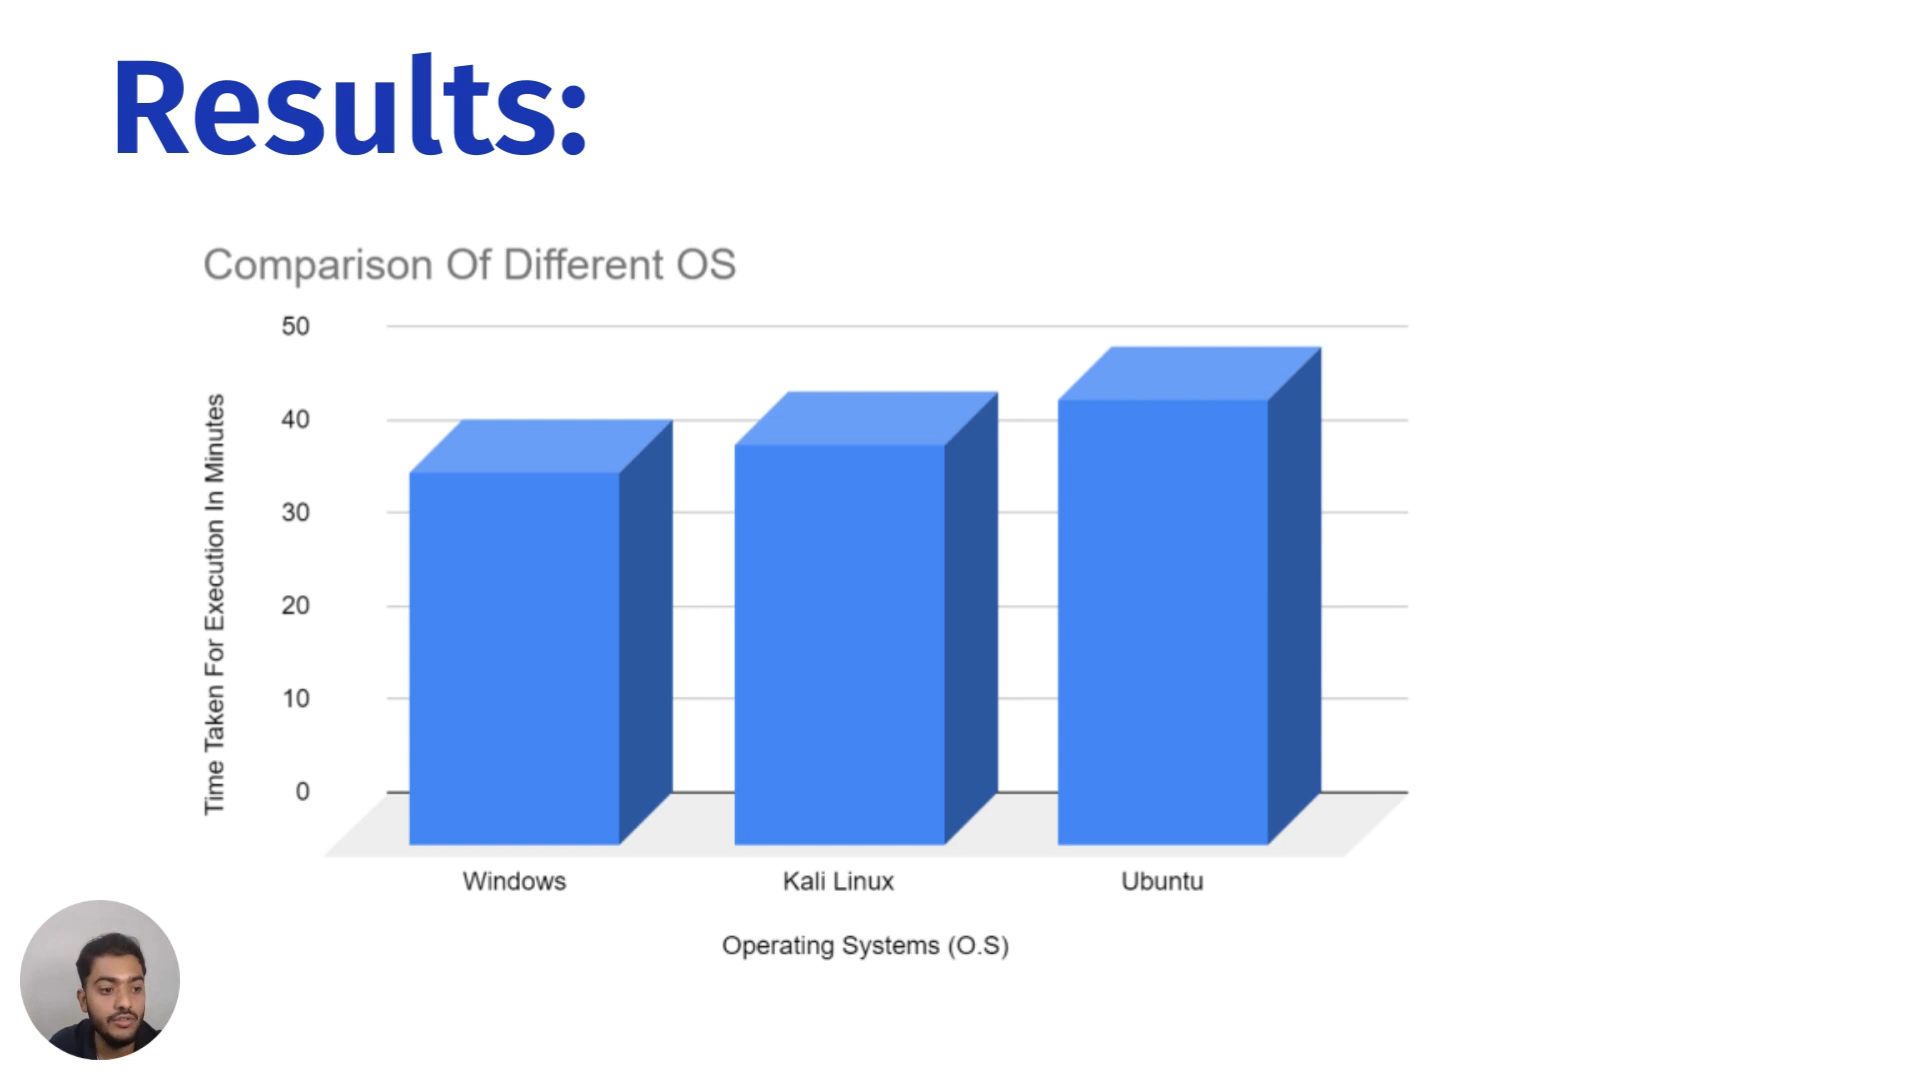 Results:
Comparison Of Different OS
Time Taken For Execution In Minutes
50
40
30
20
10
0
Windows Kali Linux Ubuntu
Operating Systems (O.S)